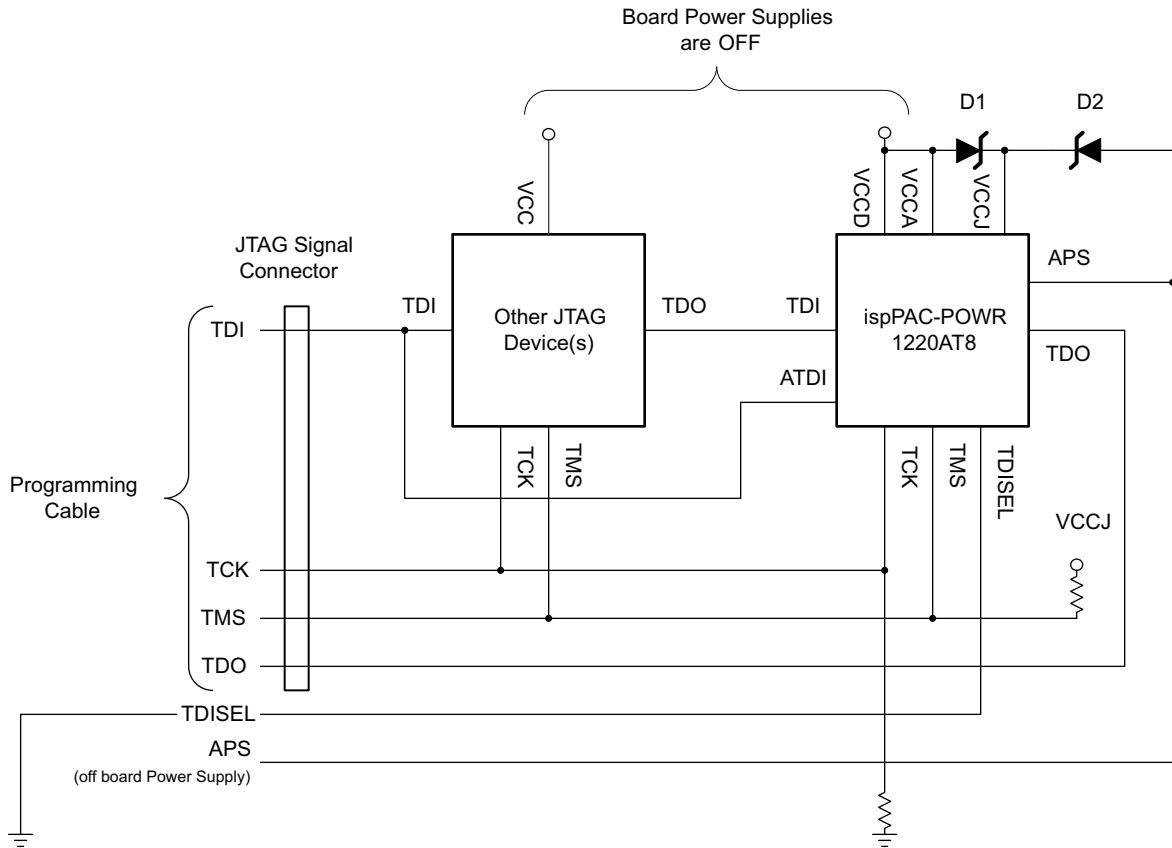 Board Power Supplies
are OFF
D1
D2
VCC
VCCD
VCCA
VCCJ
JTAG Signal
Connector
APS
TDI
TDI
Other JTAG
Device(s)
TDO
TDI
ispPAC-POWR
1220AT8
TDO
ATDI
TCK
TMS
TCK
TMS
TDISEL
Programming
Cable
VCCJ
TCK
TMS
TDO
TDISEL
APS
(off board Power Supply)